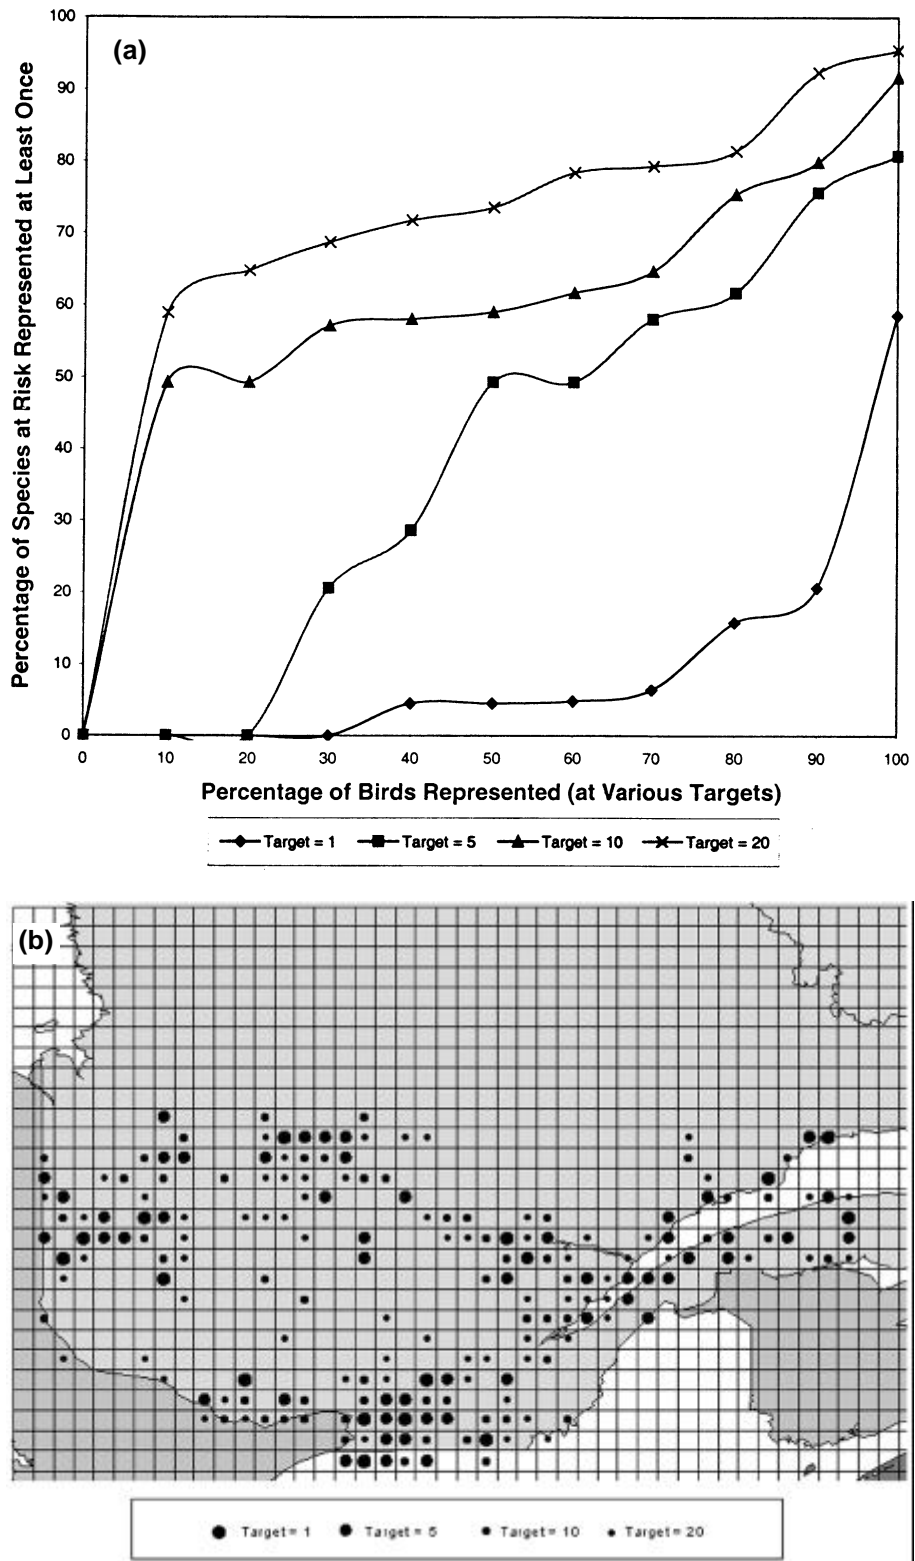 (a)
Percentage of Species at Risk Represented at Least Once
100
90
80
70
60
50
40
30
20
10
0
0 10 20 30 40 50 60 70 80 90 100
Percentage of Birds Represented (at Various Targets)
Target = 1 Target = 5 Target = 10 Target = 20
(b)
Target = 1 Target = 5 Target = 10 Target = 20